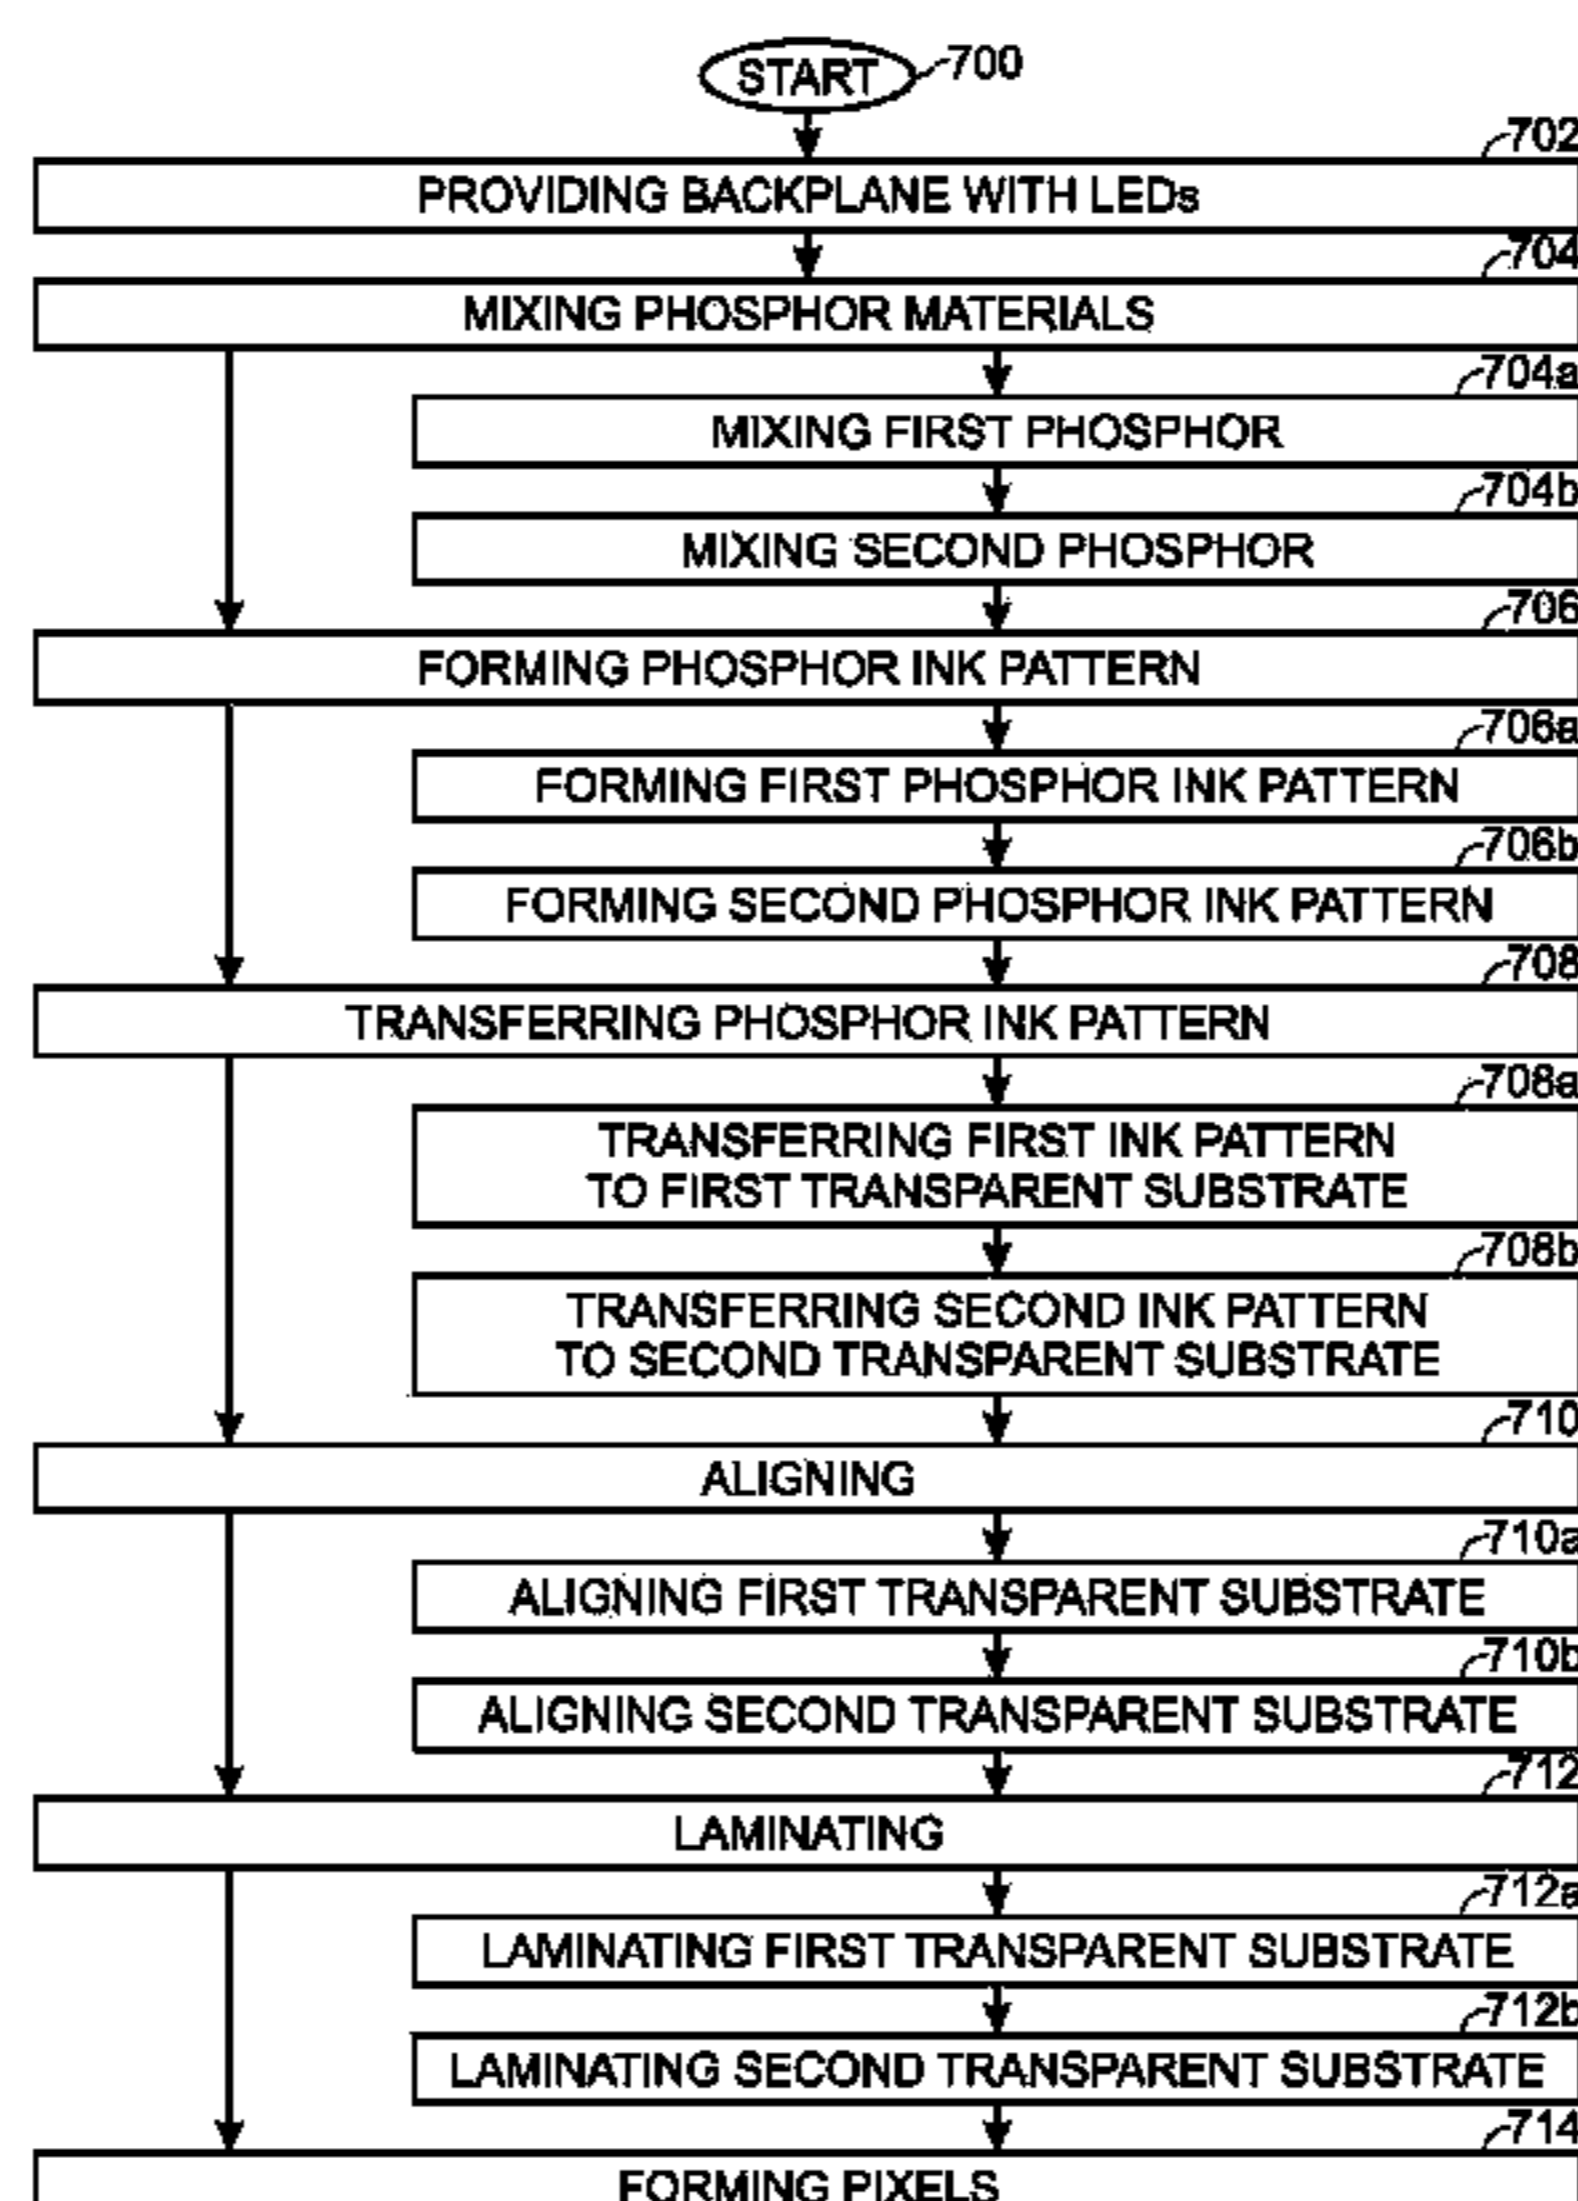 START
700
702
PROVIDING BACKPLANE WITH LEDs
704
MIXING PHOSPHOR MATERIALS
704a
MIXING FIRST PHOSPHOR
704b
MIXING SECOND PHOSPHOR
706
FORMING PHOSPHOR INK PATTERN
706a
FORMING FIRST PHOSPHOR INK PATTERN
706b
FORMING SECOND PHOSPHOR INK PATTERN
708
TRANSFERRING PHOSPHOR INK PATTERN
708a
TRANSFERRING FIRST INK PATTERN
TO FIRST TRANSPARENT SUBSTRATE
708b
TRANSFERRING SECOND INK PATTERN
TO SECOND TRANSPARENT SUBSTRATE
710
ALIGNING
710a
ALIGNING FIRST TRANSPARENT SUBSTRATE
710b
ALIGNING SECOND TRANSPARENT SUBSTRATE
712
LAMINATING
712a
LAMINATING FIRST TRANSPARENT SUBSTRATE
712b
LAMINATING SECOND TRANSPARENT SUBSTRATE
714
FORMING PIXELS